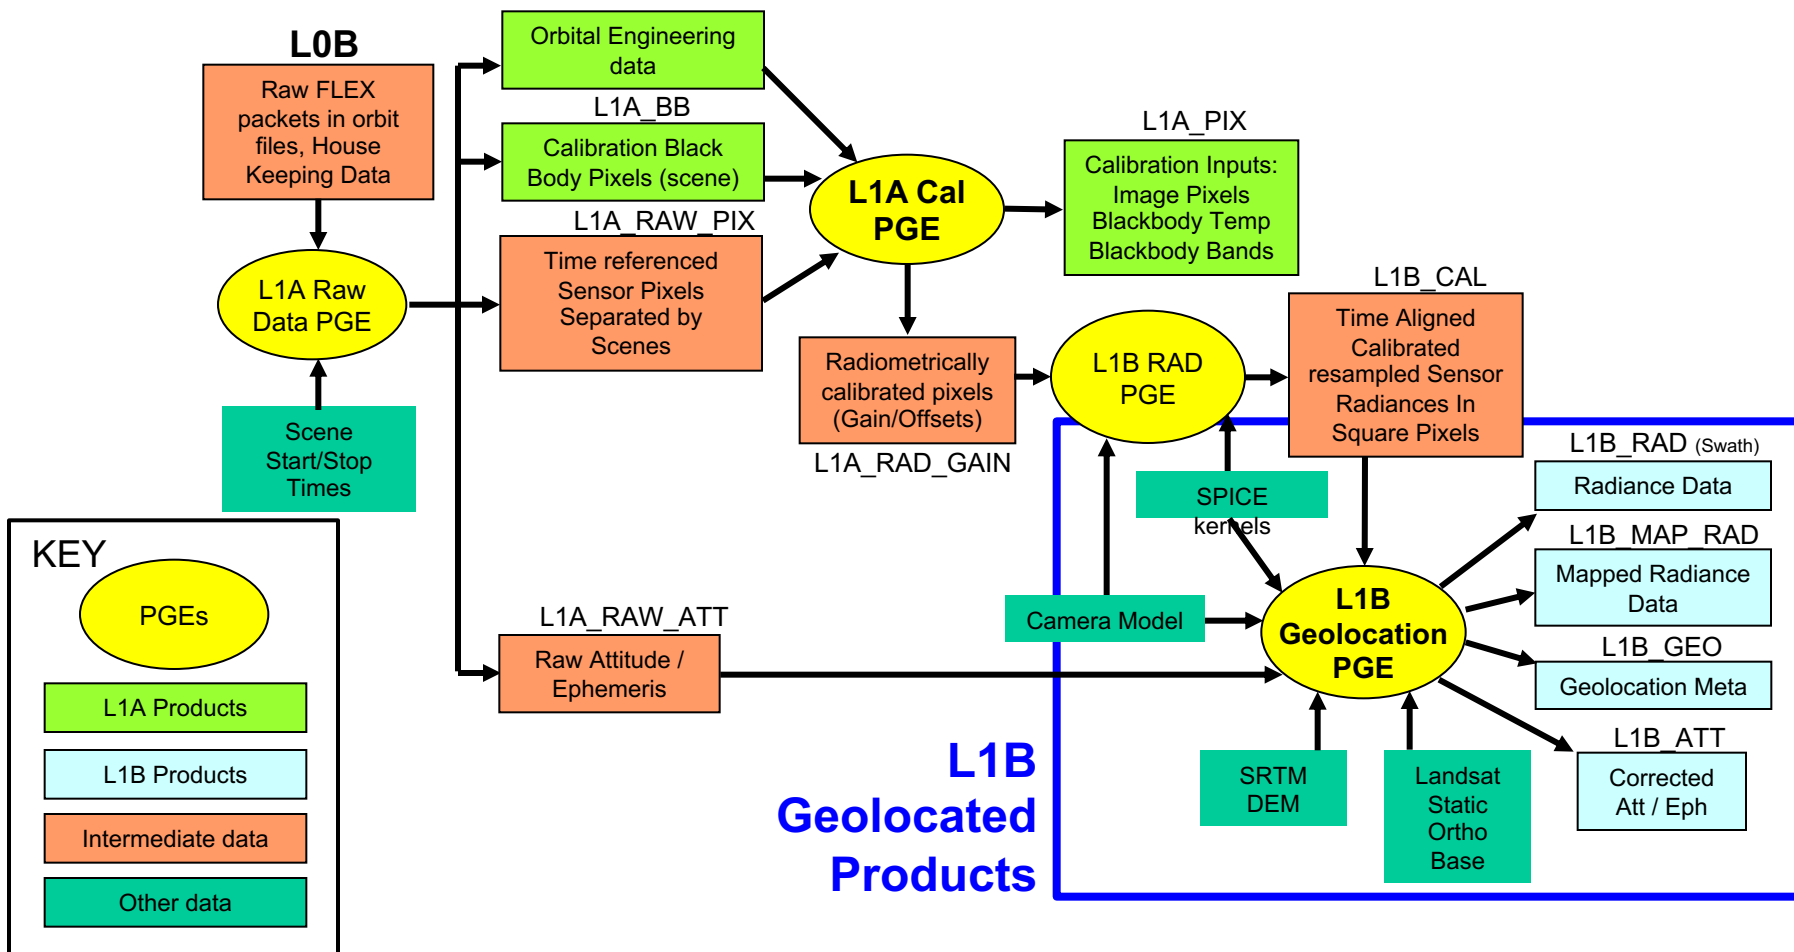 L0B
Raw FLEX
packets in orbit
files, House
Keeping Data
L1A Raw
Data PGE
Scene
Start/Stop
Times
Orbital Engineering
data
L1A_BB
Calibration Black
Body Pixels (scene)
L1A_RAW_PIX
Time referenced
Sensor Pixels
Separated by
Scenes
L1A Cal
PGE
L1A_PIX
Calibration Inputs:
Image Pixels
Blackbody Temp
Blackbody Bands
Radiometrically
calibrated pixels
(Gain/Offsets)
L1A_RAD_GAIN
L1B RAD
PGE
L1B_CAL
Time Aligned
Calibrated
resampled Sensor
Radiances In
Square Pixels
SPICE
kernels
Camera Model
L1A_RAW_ATT
Raw Attitude /
Ephemeris
L1B
Geolocation
PGE
L1B_RAD (Swath)
Radiance Data
L1B_MAP_RAD
Mapped Radiance
Data
L1B_GEO
Geolocation Meta
L1B_ATT
Corrected
Att / Eph
SRTM
DEM
Landsat
Static
Ortho
Base
L1B
Geolocated
Products
KEY
PGEs
L1A Products
L1B Products
Intermediate data
Other data